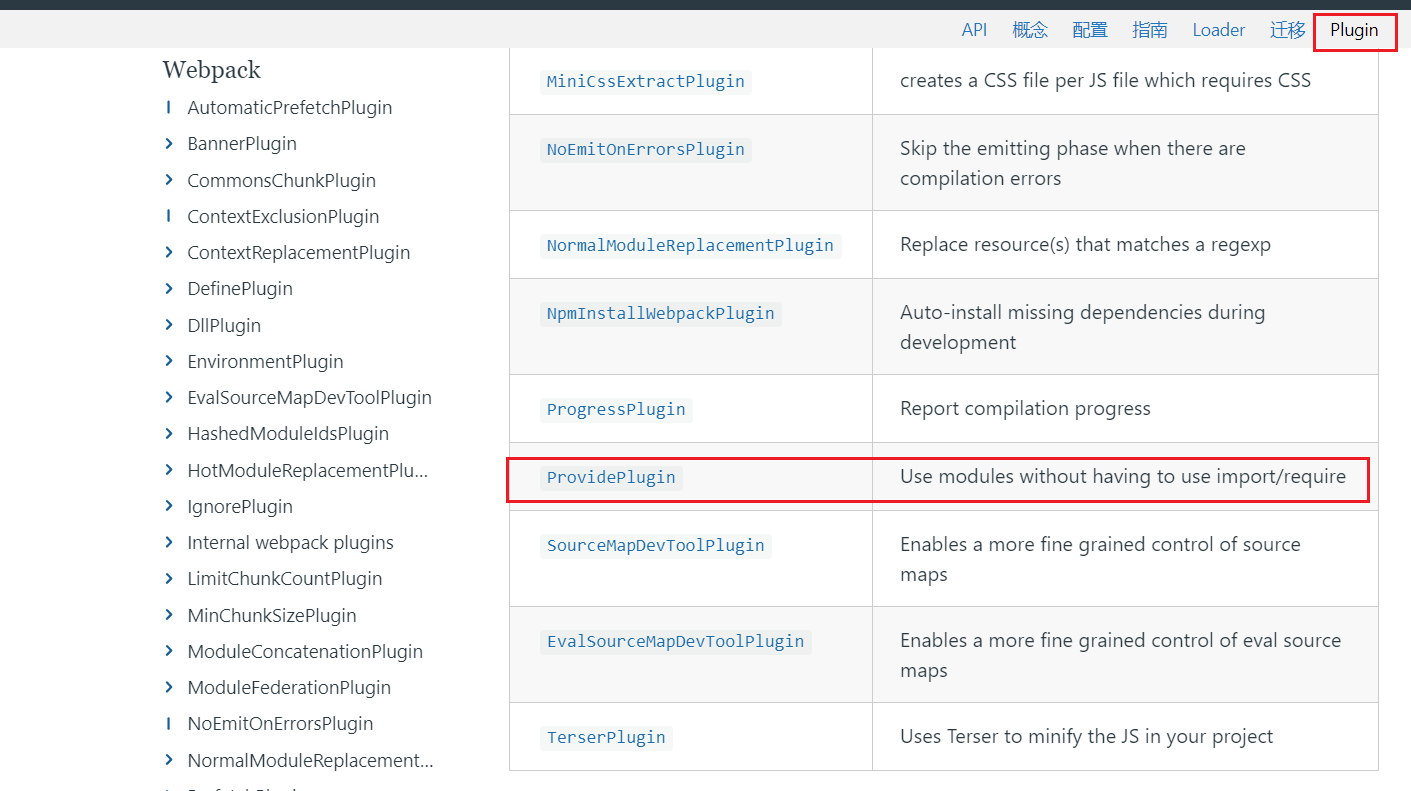 API 概念 配置 指南 Loader 迁移 Plugin
Webpack
AutomaticPrefetchPlugin
BannerPlugin
CommonsChunkPlugin
ContextExclusionPlugin
ContextReplacementPlugin
DefinePlugin
DllPlugin
EnvironmentPlugin
EvalSourceMapDevToolPlugin
HashedModuleIdsPlugin
HotModuleReplacementPlu...
IgnorePlugin
Internal webpack plugins
LimitChunkCountPlugin
MinChunkSizePlugin
ModuleConcatenationPlugin
ModuleFederationPlugin
NoEmitOnErrorsPlugin
NormalModuleReplacement...
MiniCssExtractPlugin
creates a CSS file per JS file which requires CSS
NoEmitOnErrorsPlugin
Skip the emitting phase when there are
compilation errors
NormalModuleReplacementPlugin
Replace resource(s) that matches a regexp
NpmInstallWebpackPlugin
Auto-install missing dependencies during
development
ProgressPlugin
Report compilation progress
ProvidePlugin
Use modules without having to use import/require
SourceMapDevToolPlugin
Enables a more fine grained control of source
maps
EvalSourceMapDevToolPlugin
Enables a more fine grained control of eval source
maps
TerserPlugin
Uses Terser to minify the JS in your project